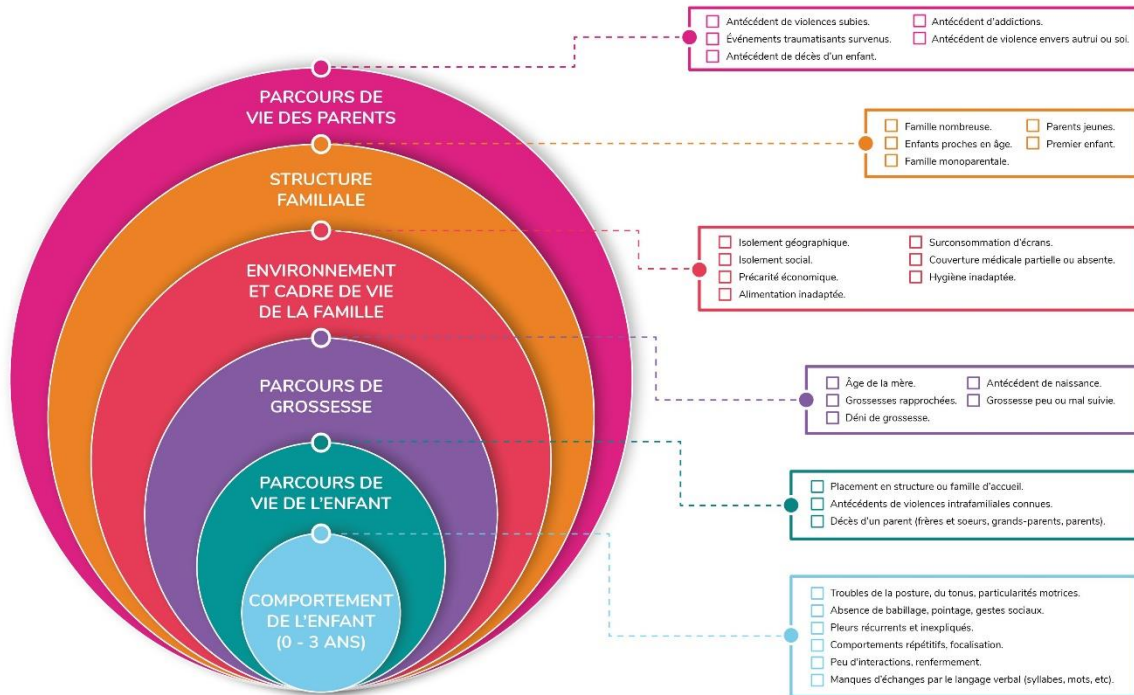 PARCOURS DE
VIE DES PARENTS
Antécédent de violences subies.
Événements traumatisants survenus.
Antécédent de décès d'un enfant.
Antécédent d'addictions.
Antécédent de violence envers autrui ou soi.
STRUCTURE
FAMILIALE
Famille nombreuse.
Enfants proches en âge.
Famille monoparentale.
Parents jeunes.
Premier enfant.
ENVIRONNEMENT
ET CADRE DE VIE
DE LA FAMILLE
Isolement géographique.
Isolement social.
Précarité économique.
Alimentation inadaptée.
Surconsommation d'écrans.
Couverture médicale partielle ou absente.
Hygiène inadaptée.
PARCOURS DE
GROSSESSE
Âge de la mère.
Grossesses rapprochées.
Déni de grossesse.
Antécédent de naissance.
Grossesse peu ou mal suivie.
PARCOURS DE
VIE DE L'ENFANT
Placement en structure ou famille d'accueil.
Antécédents de violences intrafamiliales connues.
Décès d'un parent (frères et soeurs, grands-parents, parents).
COMPORTEMENT
DE L'ENFANT
(0 - 3 ANS)
Troubles de la posture, du tonus, particularités motrices.
Absence de babillage, pointage, gestes sociaux.
Pleurs récurrents et inexpliqués.
Comportements répétitifs, focalisation.
Peu d'interactions, renfermement.
Manques d'échanges par le langage verbal (syllabes, mots, etc).